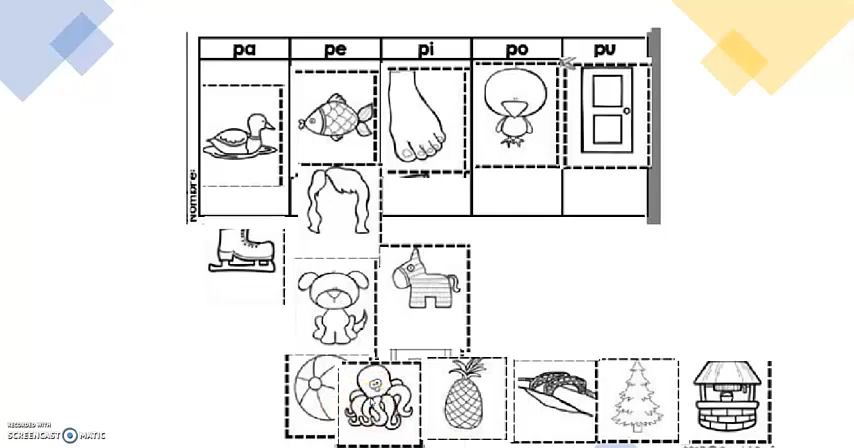 pa pe pi po pu
Nombre:
RECORDED WITH
SCREENCAST MATIC